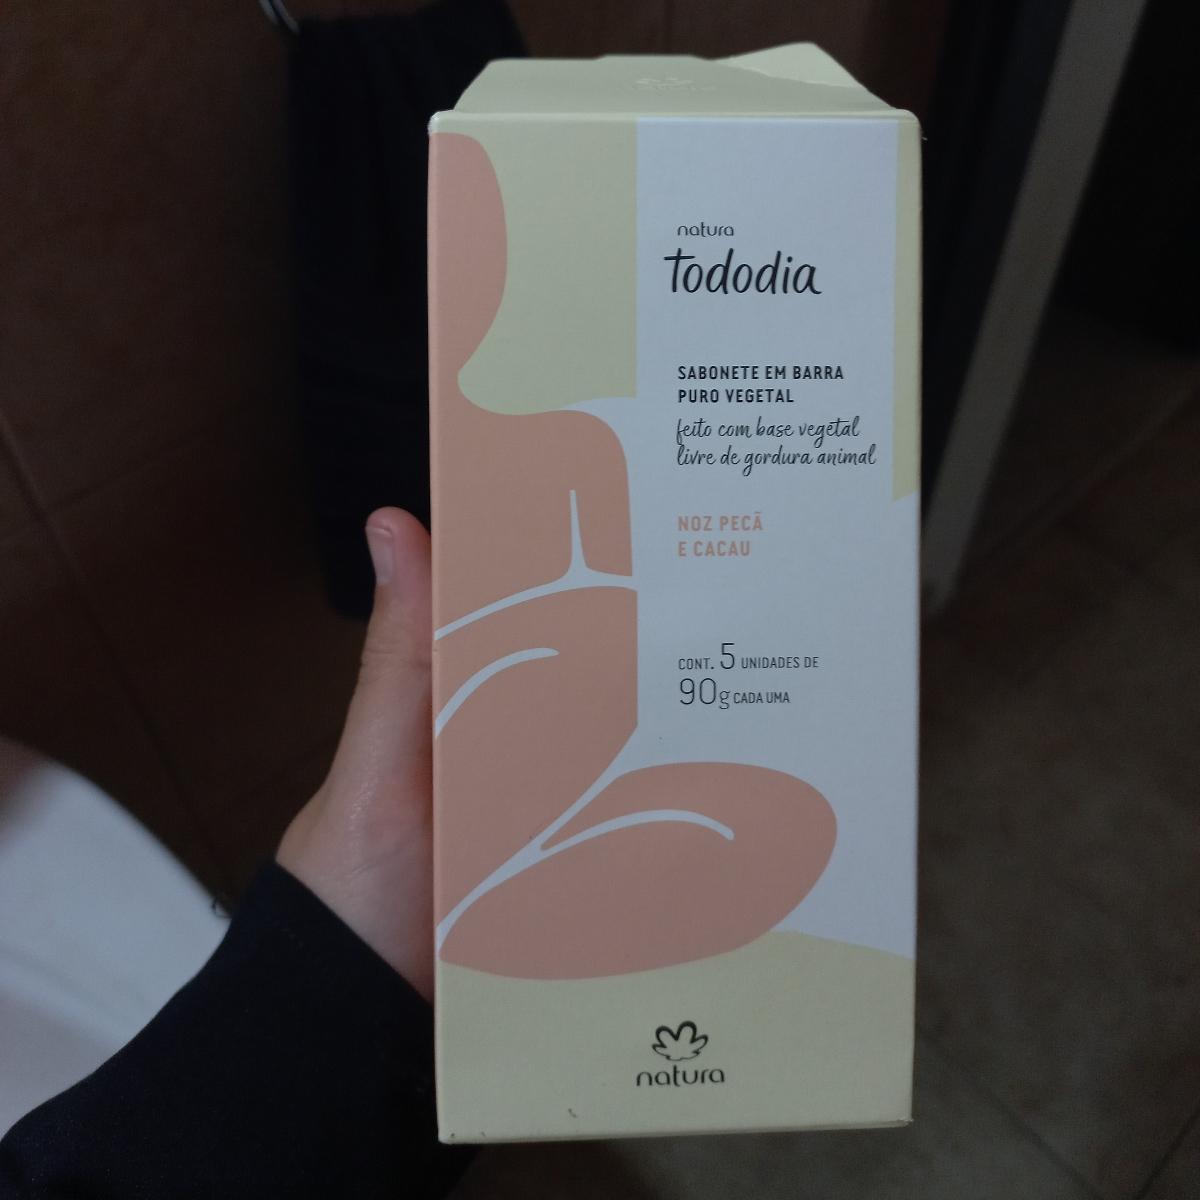 natura
tododia
SABONETE EM BARRA
PURO VEGETAL
feito com base vegetal
livre de gordura animal
NOZ PECÃ
E CACAU
CONT. 5 UNIDADES DE
90g CADA UMA
natura